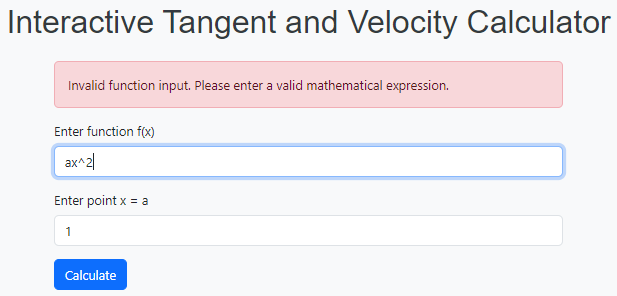 Interactive Tangent and Velocity Calculator
Invalid function input. Please enter a valid mathematical expression.
Enter function f(x)
ax^2
Enter point x = a
1
Calculate